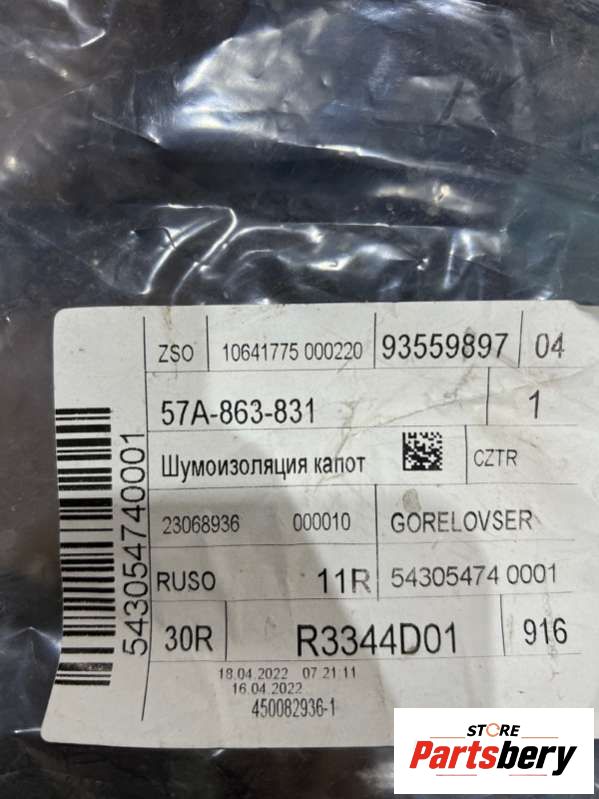 ZSO 10641775 000220 93559897 04
57A-863-831 1
Шумоизоляция капот CZTR
23068936 000010 GORELOVSER
RUSO 11R 54305474 0001
30R R3344D01 916
18.04.2022 07 21 11
16.04.2022
450082936-1
543054740001
STORE
Partsbery